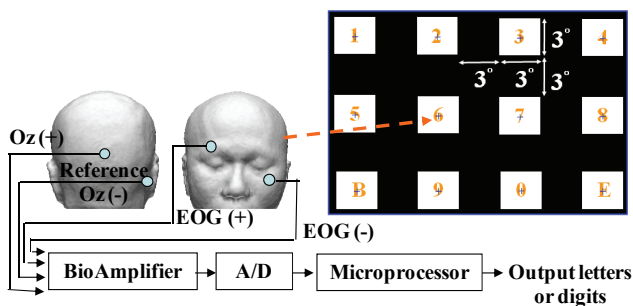 1 2 3 4
3° 3° 3° 3°
5 6 7 8
B 9 0 E
Oz (+)
Reference
Oz (-)
EOG (+)
EOG (-)
BioAmplifier
A/D
Microprocessor
Output letters
or digits